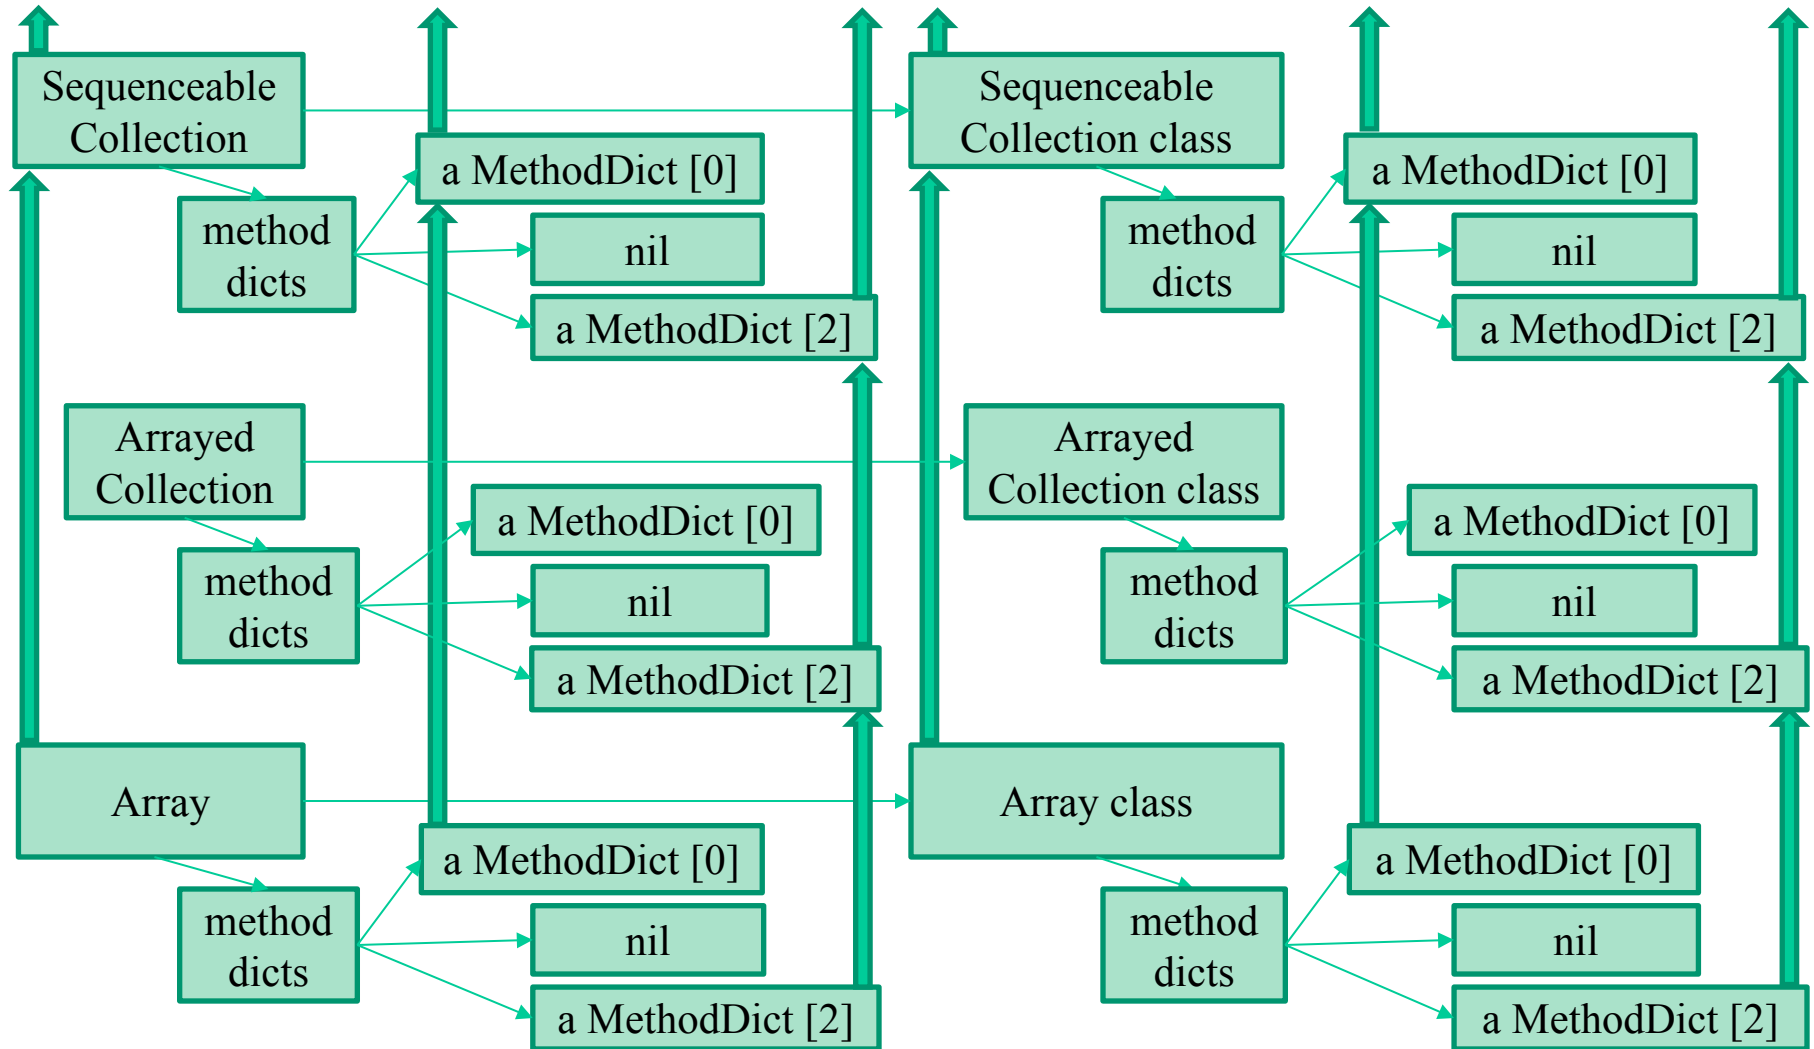 Sequenceable
Collection
Sequenceable
Collection class
a MethodDict [0]
a MethodDict [0]
method
dicts
nil
method
dicts
nil
a MethodDict [2]
a MethodDict [2]
Arrayed
Collection
Arrayed
Collection class
a MethodDict [0]
a MethodDict [0]
method
dicts
nil
method
dicts
nil
a MethodDict [2]
a MethodDict [2]
Array
Array class
a MethodDict [0]
a MethodDict [0]
method
dicts
nil
method
dicts
nil
a MethodDict [2]
a MethodDict [2]